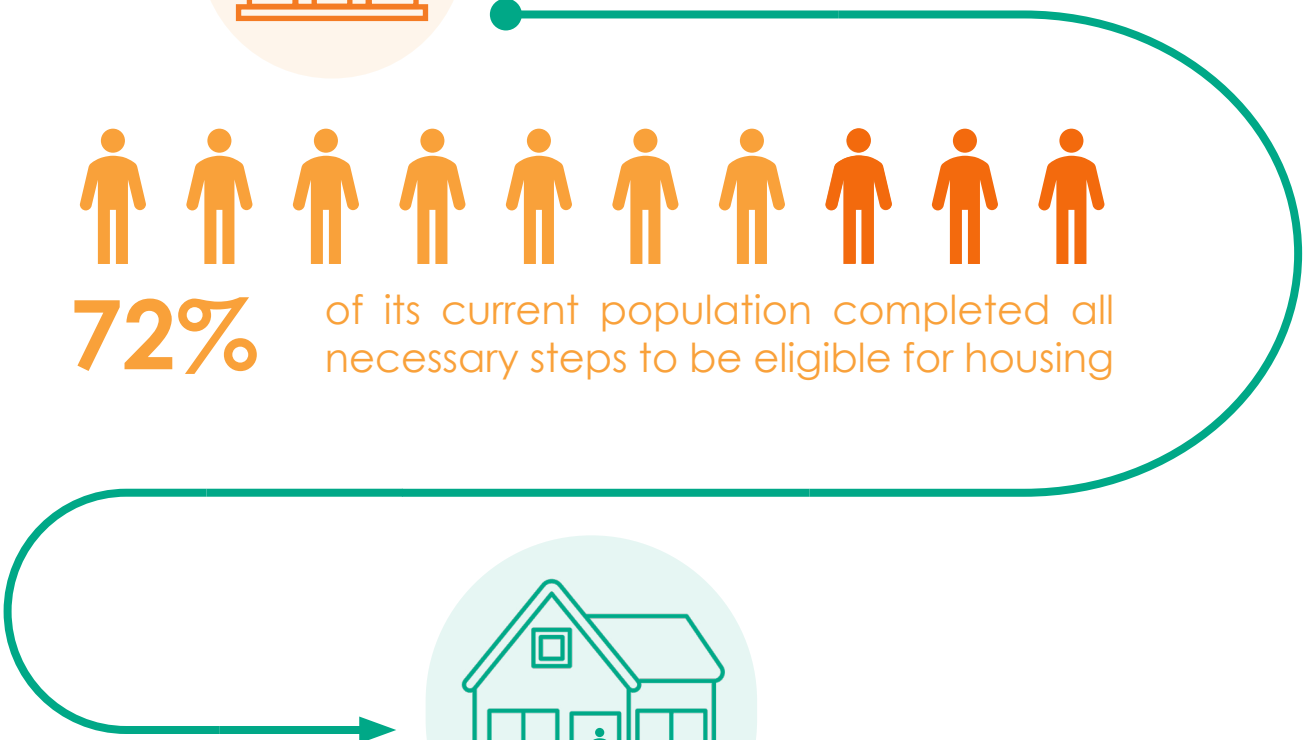 72%
of its current population completed all
necessary steps to be eligible for housing